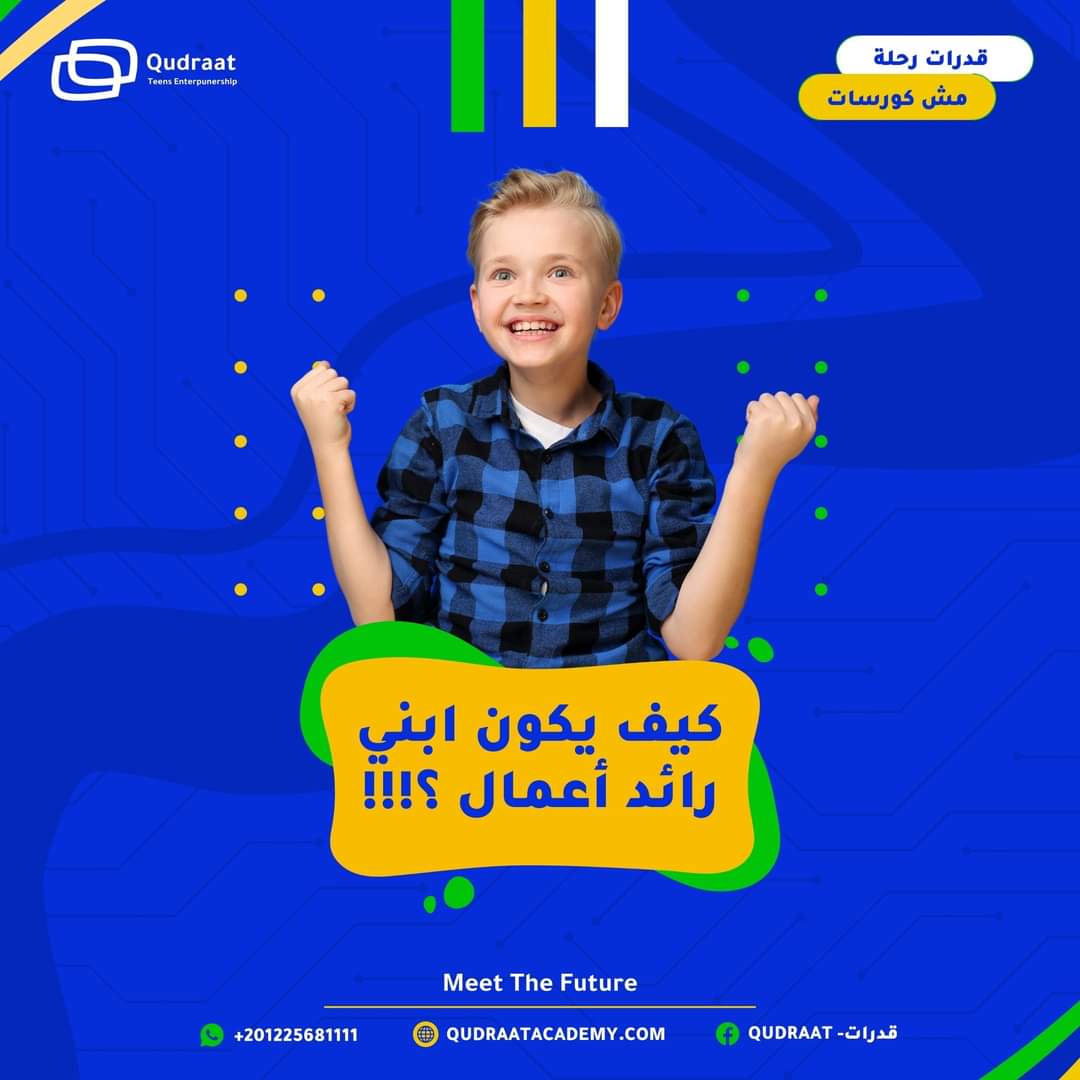 Qudraat
Teens Enterpunership
قدرات رحلة
مش كورسات
كيف يكون ابني
رائد أعمال ؟!!!
Meet The Future
+201225681111
QUDRAATACADEMY.COM
QUDRAAT -قدرات